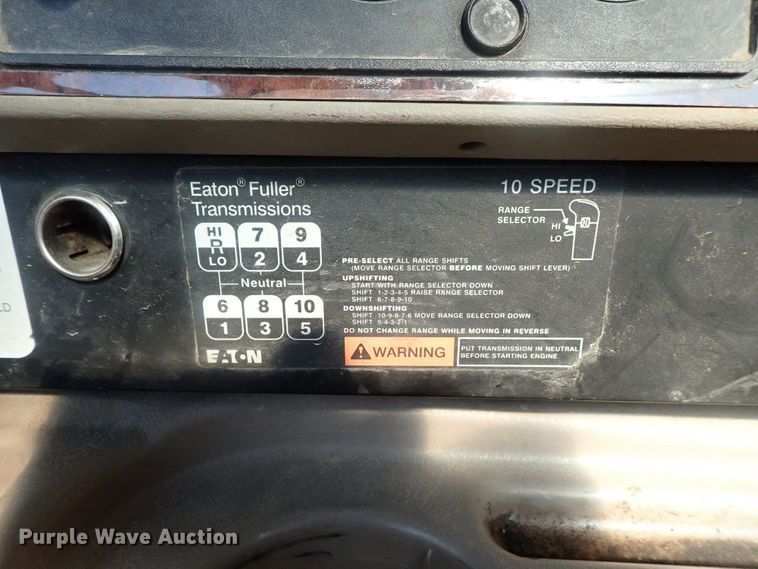 Eaton® Fuller®
Transmissions
10 SPEED
RANGE
SELECTOR
HI
LO
HI 7 9
R
LO 2 4
Neutral
6 8 10
1 3 5
EATON
PRE-SELECT ALL RANGE SHIFTS
(MOVE RANGE SELECTOR BEFORE MOVING SHIFT LEVER)
UPSHIFTING
START WITH RANGE SELECTOR DOWN
SHIFT 1-2-3-4-5 RAISE RANGE SELECTOR
SHIFT 6-7-8-9-10
DOWNSHIFTING
SHIFT 10-9-8-7-6 MOVE RANGE SELECTOR DOWN
SHIFT 5-4-3-2-1
DO NOT CHANGE RANGE WHILE MOVING IN REVERSE
WARNING
PUT TRANSMISSION IN NEUTRAL
BEFORE STARTING ENGINE
LD
Purple Wave Auction